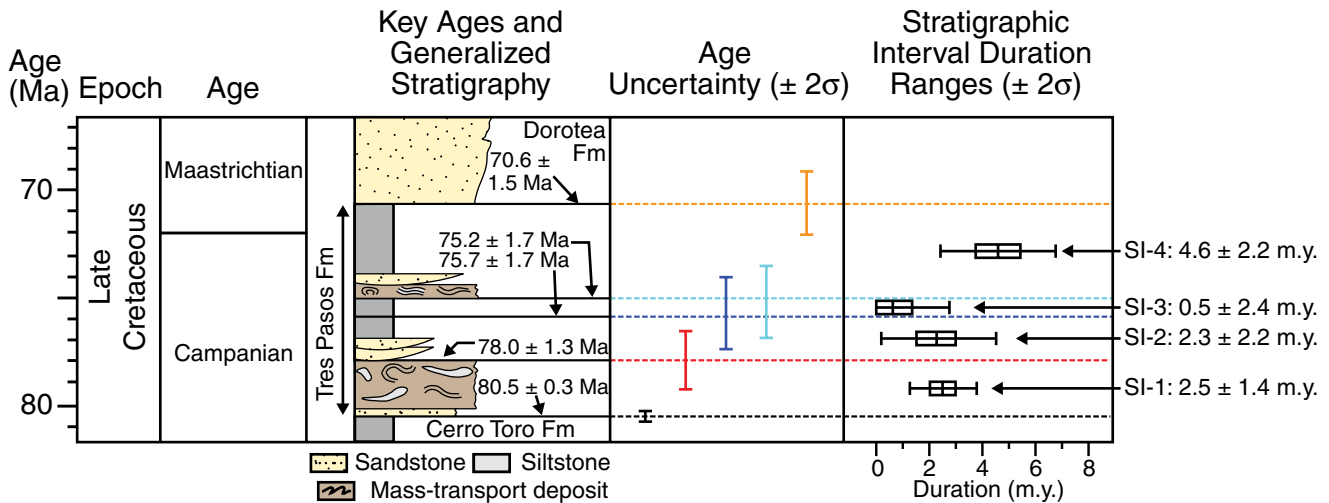 Age
(Ma)
Epoch
Age
Key Ages and
Generalized
Stratigraphy
Age
Uncertainty (± 2σ)
Stratigraphic
Interval Duration
Ranges (± 2σ)
70
80
Late
Cretaceous
Maastrichtian
Campanian
Tres Pasos Fm
Dorotea
Fm
70.6 ±
1.5 Ma
75.2 ± 1.7 Ma
75.7 ± 1.7 Ma
78.0 ± 1.3 Ma
80.5 ± 0.3 Ma
Cerro Toro Fm
SI-4: 4.6 ± 2.2 m.y.
SI-3: 0.5 ± 2.4 m.y.
SI-2: 2.3 ± 2.2 m.y.
SI-1: 2.5 ± 1.4 m.y.
0 2 4 6 8
Duration (m.y.)
Sandstone Siltstone
Mass-transport deposit